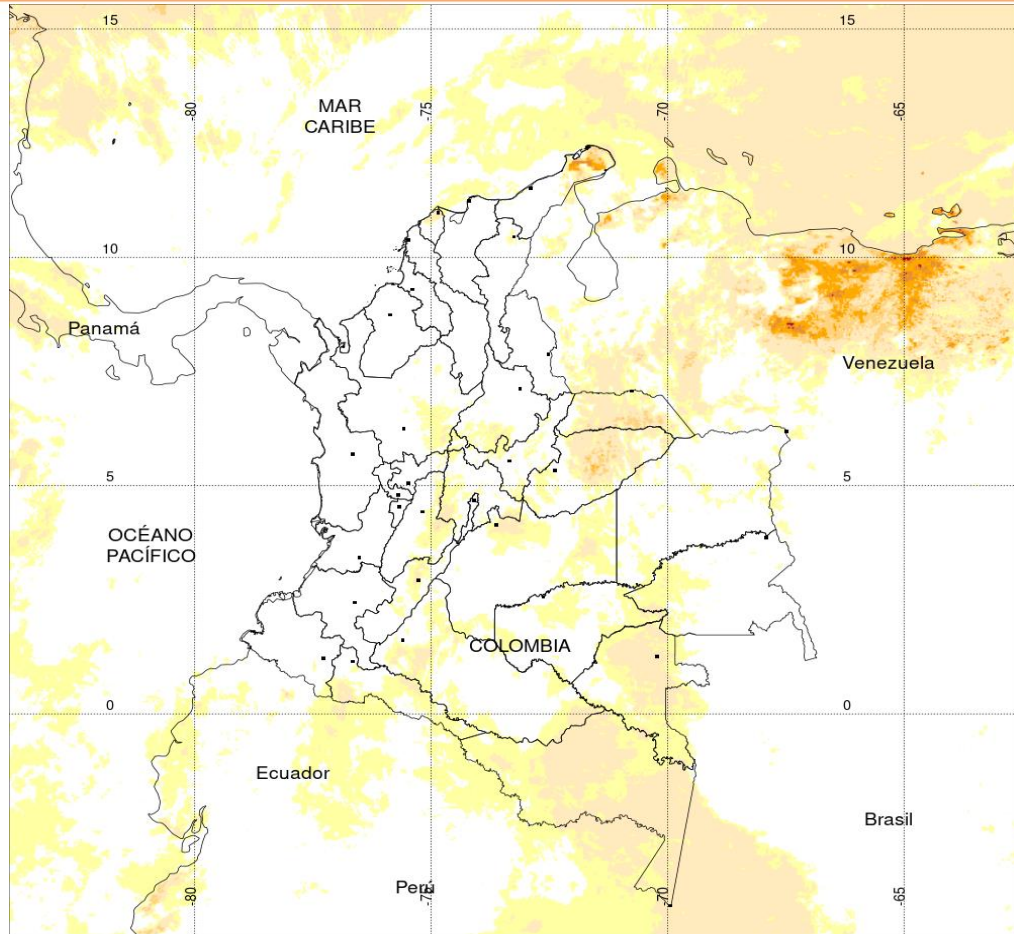 15
15
-80
-75
-70
-65
MAR
CARIBE
10
10
Panamá
Venezuela
5
5
OCÉANO
PACÍFICO
COLOMBIA
0
0
Ecuador
Brasil
Perú
-80
-75
-70
-65